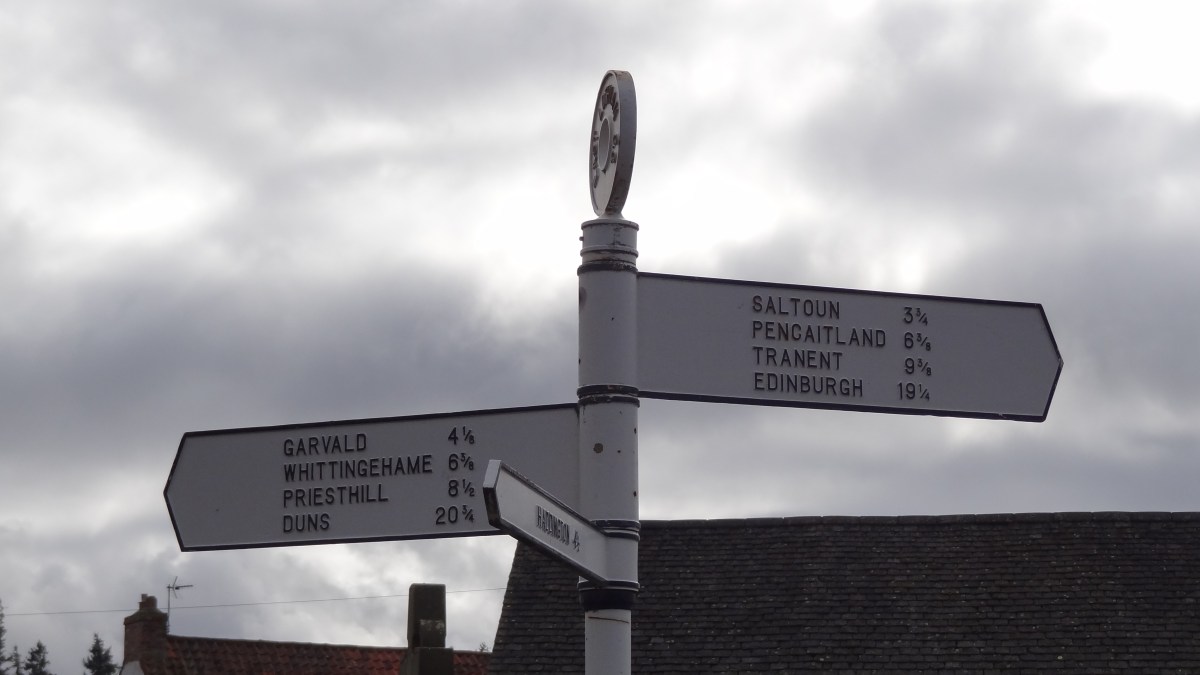 SALTOUN 3¾
PENCAITLAND 6⅜
TRANENT 9⅜
EDINBURGH 19¼
GARVALD 4⅛
WHITTINGEHAME 6⅜
PRIESTHILL 8½
DUNS 20¾
HADDINGTON